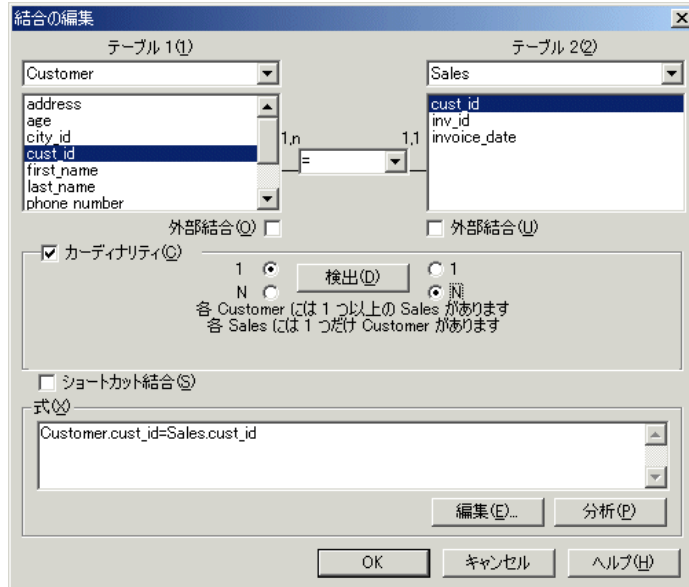 結合の編集
テーブル 1(1)
テーブル 2(2)
Customer
Sales
address
age
city_id
cust_id
first_name
last_name
phone number
1,n
=
1,1
cust_id
inv_id
invoice_date
外部結合(O)
外部結合(U)
カーディナリティ(C)
1
検出(D)
1
N
N
各 Customer には 1 つ以上の Sales があります
各 Sales には 1 つだけ Customer があります
ショートカット結合(S)
式(X)
Customer.cust_id=Sales.cust_id
編集(E)...
分析(P)
OK
キャンセル
ヘルプ(H)